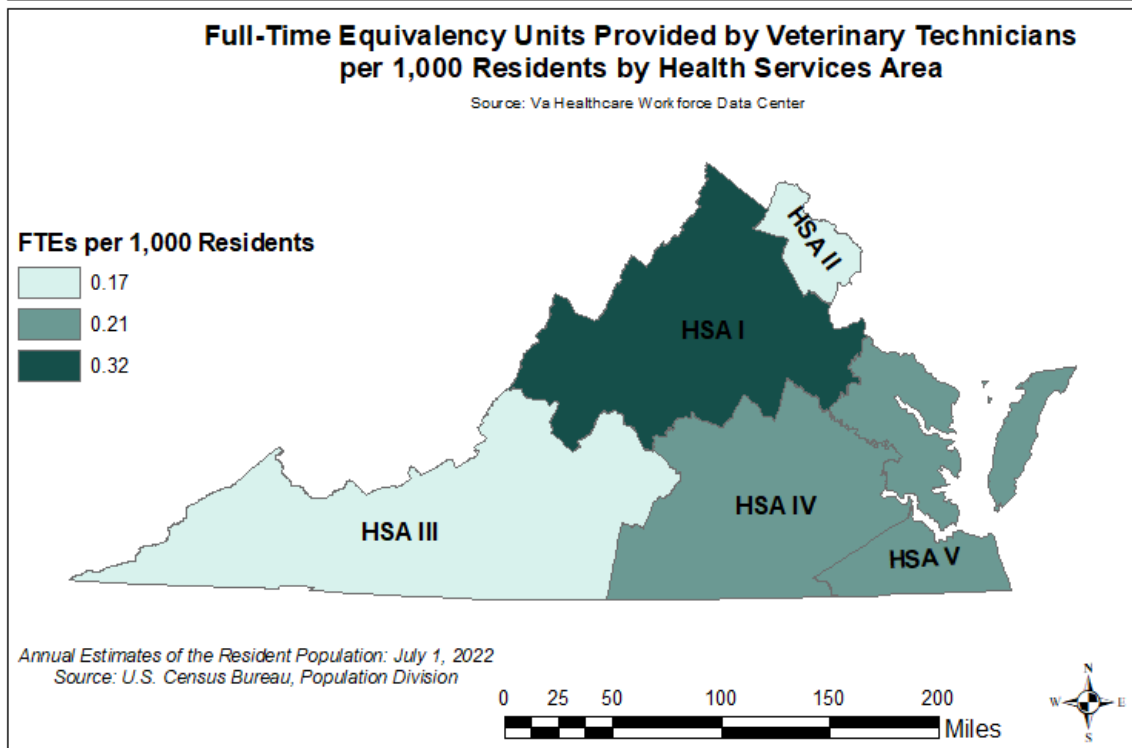 Full-Time Equivalency Units Provided by Veterinary Technicians
per 1,000 Residents by Health Services Area
Source: Va Healthcare Workforce Data Center
HSA II
FTEs per 1,000 Residents
0.17
0.21
0.32
HSA I
HSA IV
HSA III
HSA V
Annual Estimates of the Resident Population: July 1, 2022
Source: U.S. Census Bureau, Population Division
0 25 50 100 150 200
Miles
N
W E
S